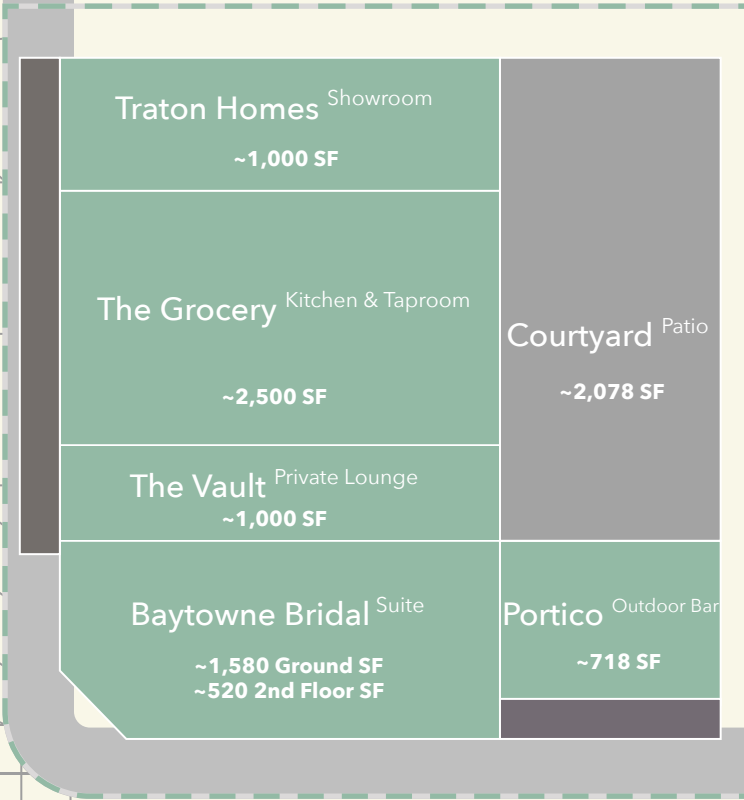 Traton Homes Showroom
~1,000 SF
The Grocery Kitchen & Taproom
~2,500 SF
Courtyard Patio
~2,078 SF
The Vault Private Lounge
~1,000 SF
Baytowne Bridal Suite
~1,580 Ground SF
~520 2nd Floor SF
Portico Outdoor Bar
~718 SF